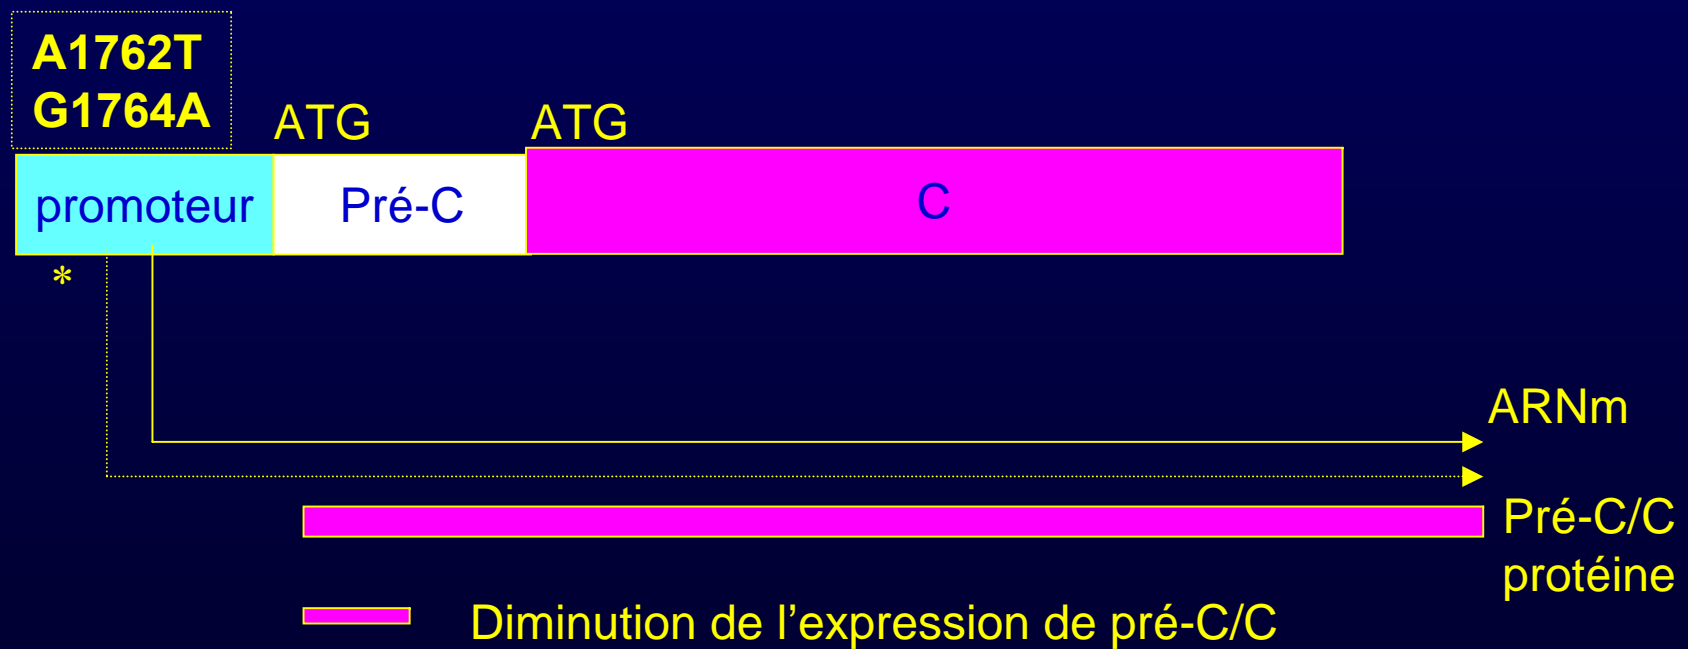 A1762T
G1764A
ATG
ATG
promoteur
Pré-C
C
*
ARNm
Pré-C/C
protéine
Diminution de l'expression de pré-C/C